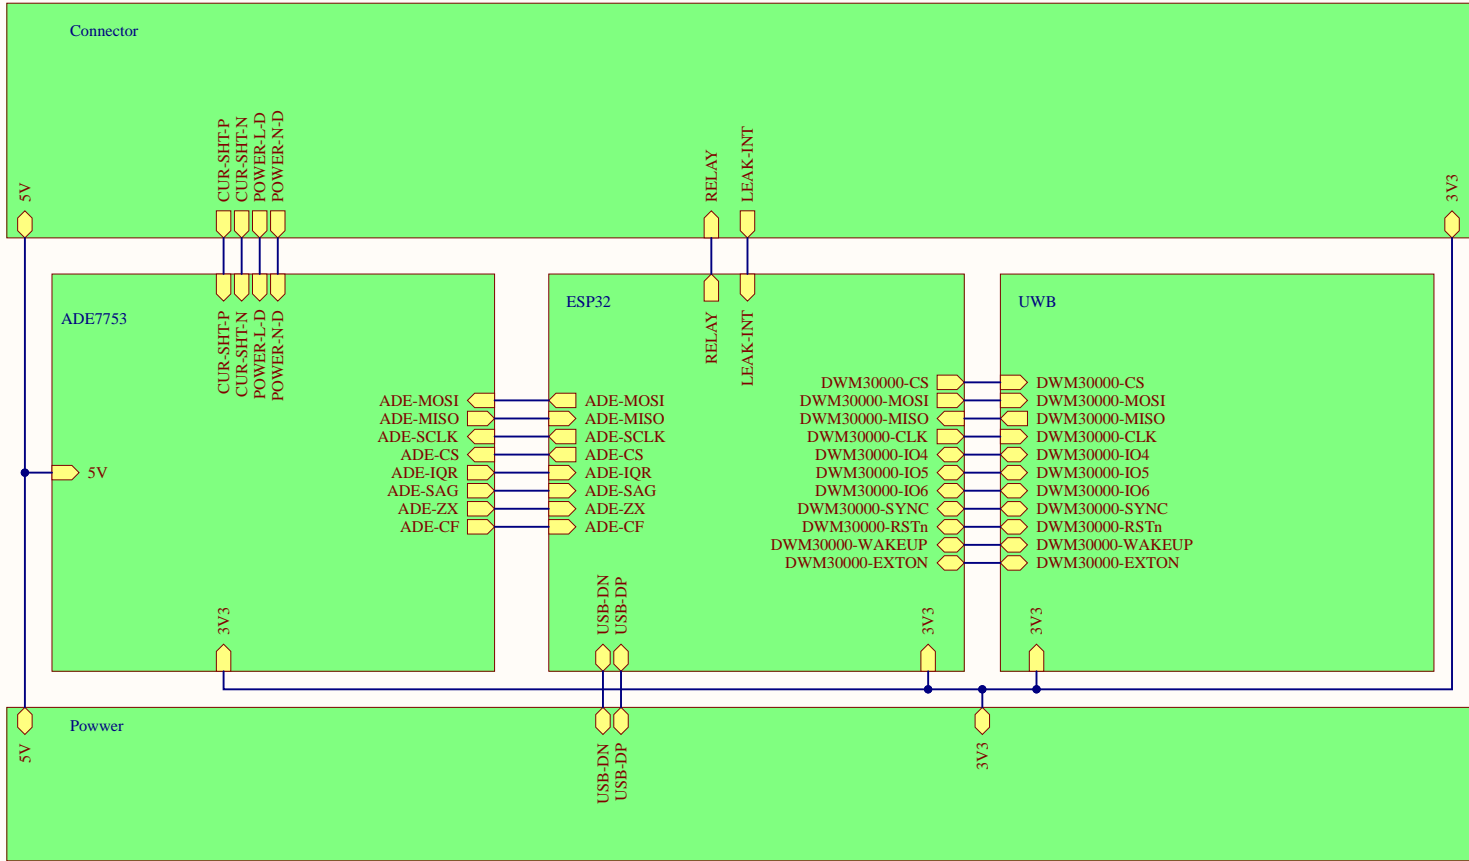 Connector
5V
CUR-SHT-P
CUR-SHT-N
POWER-L-D
POWER-N-D
RELAY
LEAK-INT
3V3
ADE7753
CUR-SHT-P
CUR-SHT-N
POWER-L-D
POWER-N-D
5V
ADE-MOSI
ADE-MISO
ADE-SCLK
ADE-CS
ADE-IQR
ADE-SAG
ADE-ZX
ADE-CF
3V3
ESP32
RELAY
LEAK-INT
ADE-MOSI
ADE-MISO
ADE-SCLK
ADE-CS
ADE-IQR
ADE-SAG
ADE-ZX
ADE-CF
DWM30000-CS
DWM30000-MOSI
DWM30000-MISO
DWM30000-CLK
DWM30000-IO4
DWM30000-IO5
DWM30000-IO6
DWM30000-SYNC
DWM30000-RSTn
DWM30000-WAKEUP
DWM30000-EXTON
USB-DN
USB-DP
3V3
UWB
DWM30000-CS
DWM30000-MOSI
DWM30000-MISO
DWM30000-CLK
DWM30000-IO4
DWM30000-IO5
DWM30000-IO6
DWM30000-SYNC
DWM30000-RSTn
DWM30000-WAKEUP
DWM30000-EXTON
3V3
Powwer
5V
USB-DN
USB-DP
3V3